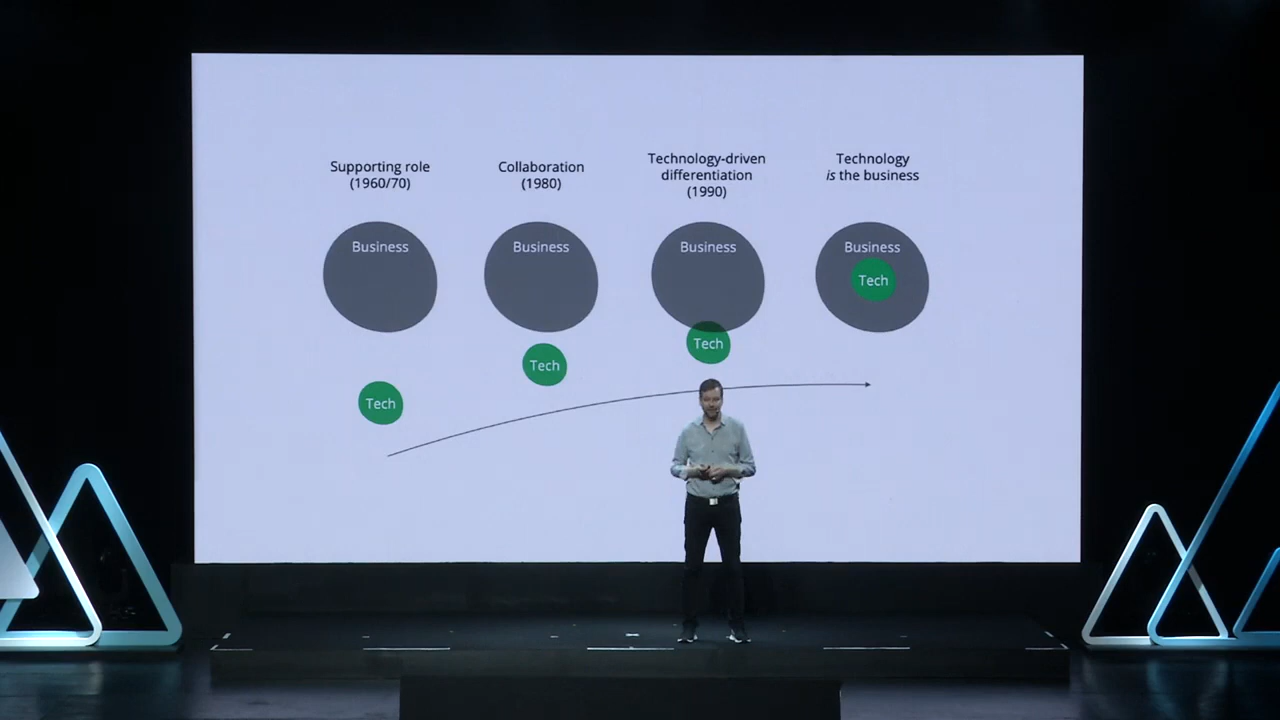 Supporting role
(1960/70)
Collaboration
(1980)
Technology-driven
differentiation
(1990)
Technology
is the business
Business
Business
Business
Business
Tech
Tech
Tech
Tech